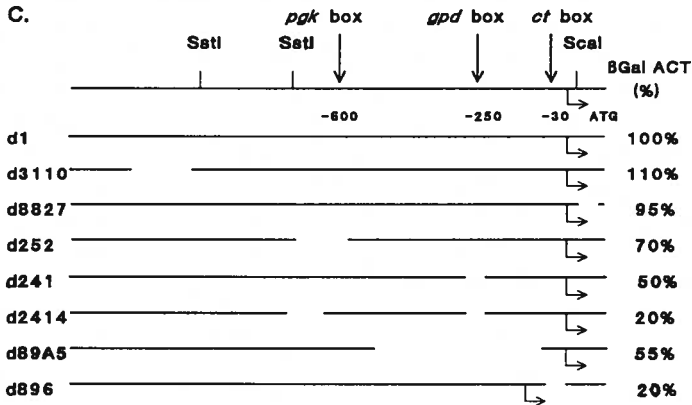 C.
pgk box gpd box ct box
SstI SstI ScaI βGal ACT
(%)
-600 -250 -30 ATG
d1 100%
d3110 110%
d8827 95%
d252 70%
d241 50%
d2414 20%
d89A5 55%
d896 20%